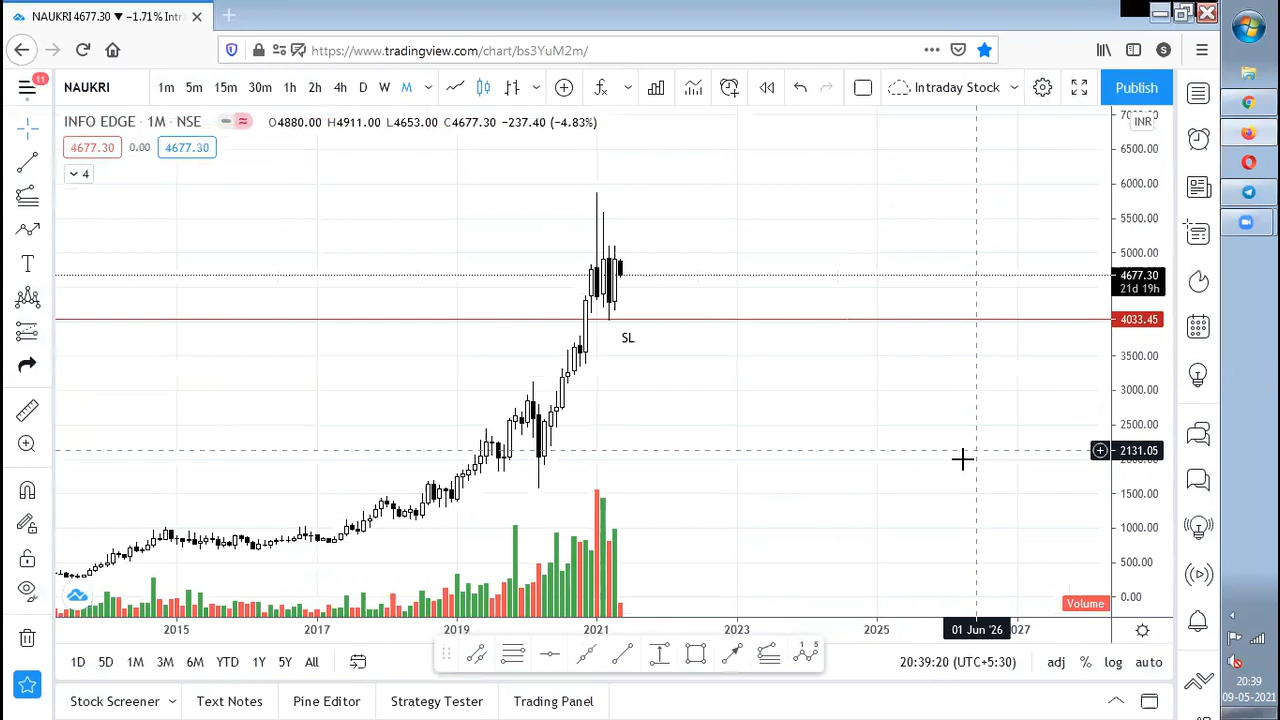 NAUKRI 4677.30 ▼ −1.71% Intra
https://www.tradingview.com/chart/bs3YuM2m/
S
11
NAUKRI
1m 5m 15m 30m 1h 2h 4h D W M
Intraday Stock
Publish
INFO EDGE · 1M · NSE
4677.30 −237.40 (−4.83%)
O4880.00 H4911.00
4677.30 0.00 4677.30
4
INR
6500.00
6000.00
5500.00
5000.00
4677.30
21d 19h
4033.45
SL
3500.00
3000.00
2500.00
2131.05
1500.00
1000.00
500.00
0.00
Volume
2015 2017 2019 2021 2023 2025 01 Jun '26 027
1D 5D 1M 3M 6M YTD 1Y 5Y All
20:39:20 (UTC+5:30) adj % log auto
Stock Screener Text Notes Pine Editor Strategy Tester Trading Panel
20:39
09-05-2021